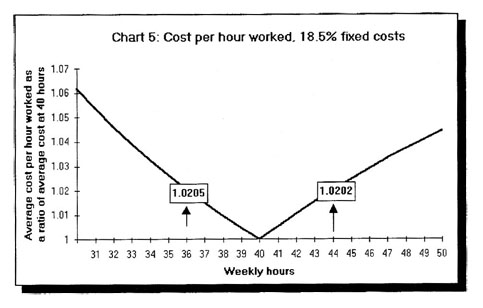 Chart 5: Cost per hour worked, 18.5% fixed costs
Average cost per hour worked as
a ratio of average cost at 40 hours
1.07
1.06
1.05
1.04
1.03
1.02
1.01
1
1.0205
1.0202
31 32 33 34 35 36 37 38 39 40 41 42 43 44 45 46 47 48 49 50
Weekly hours